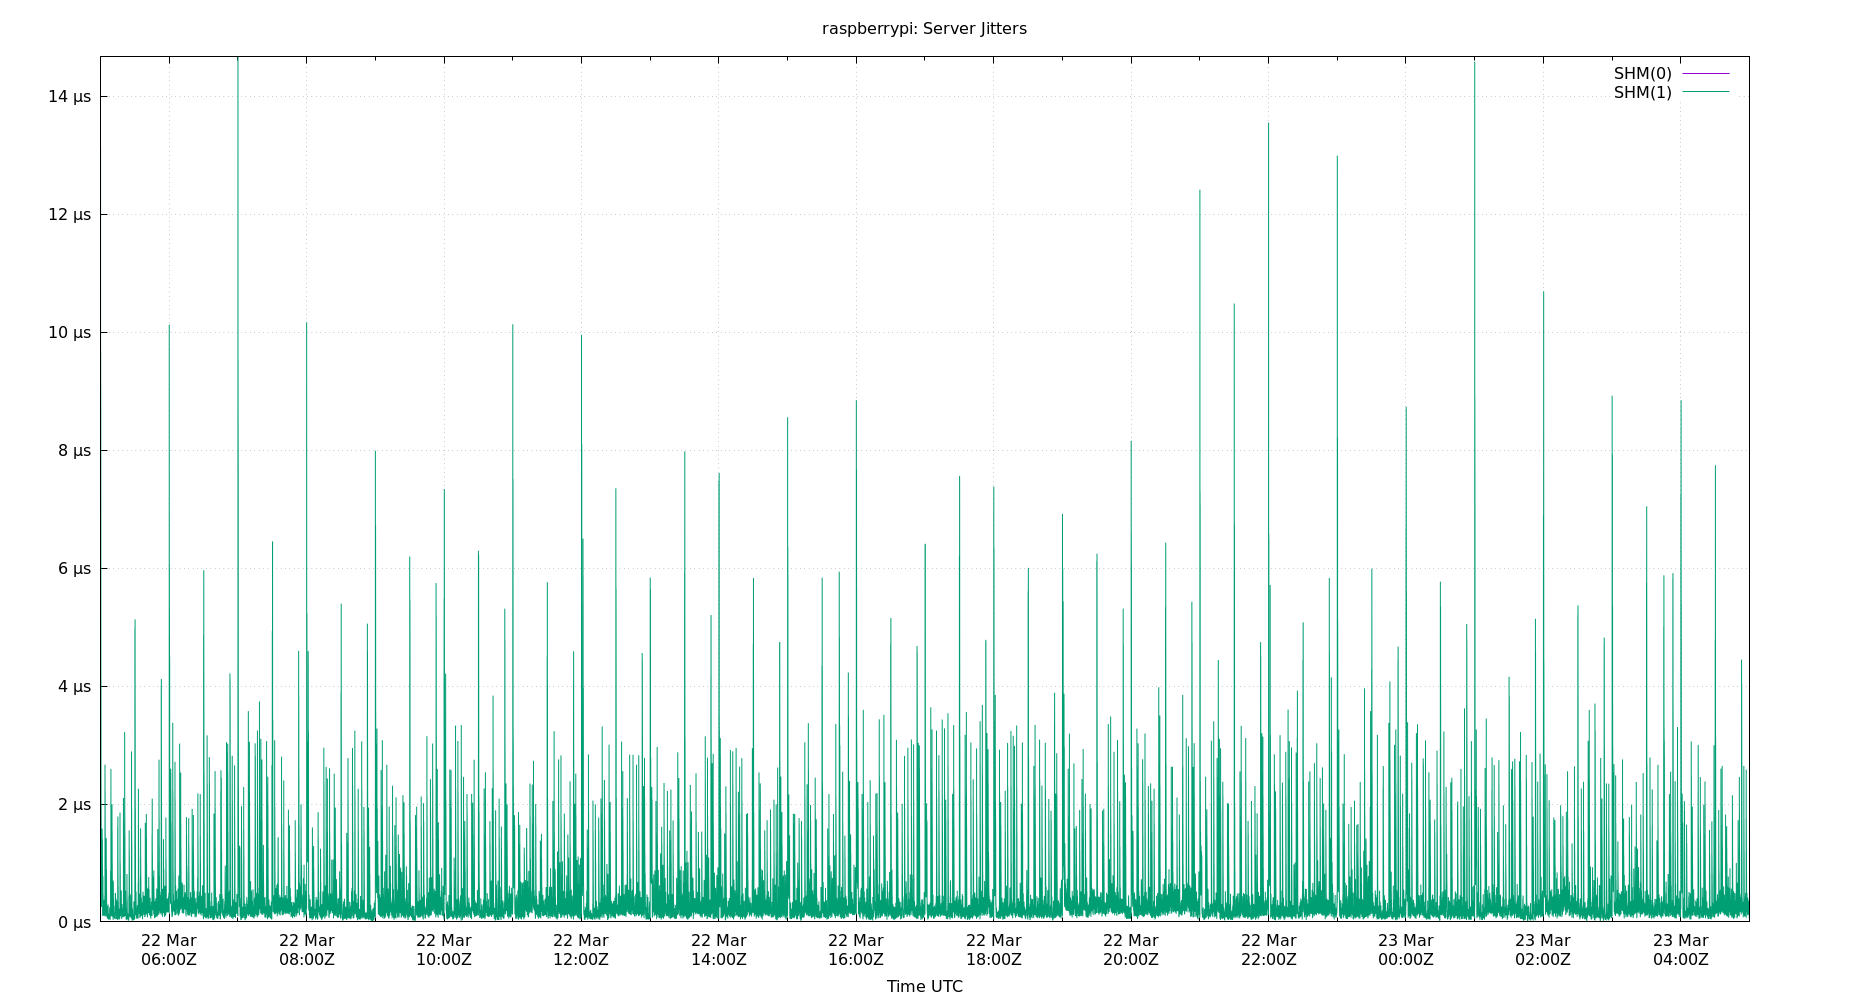 raspberrypi: Server Jitters
SHM(0)
SHM(1)
14 µs
12 µs
10 µs
8 µs
6 µs
4 µs
2 µs
0 µs
22 Mar 22 Mar 22 Mar 22 Mar 22 Mar 22 Mar 22 Mar 22 Mar 22 Mar 23 Mar 23 Mar 23 Mar
06:00Z 08:00Z 10:00Z 12:00Z 14:00Z 16:00Z 18:00Z 20:00Z 22:00Z 00:00Z 02:00Z 04:00Z
Time UTC